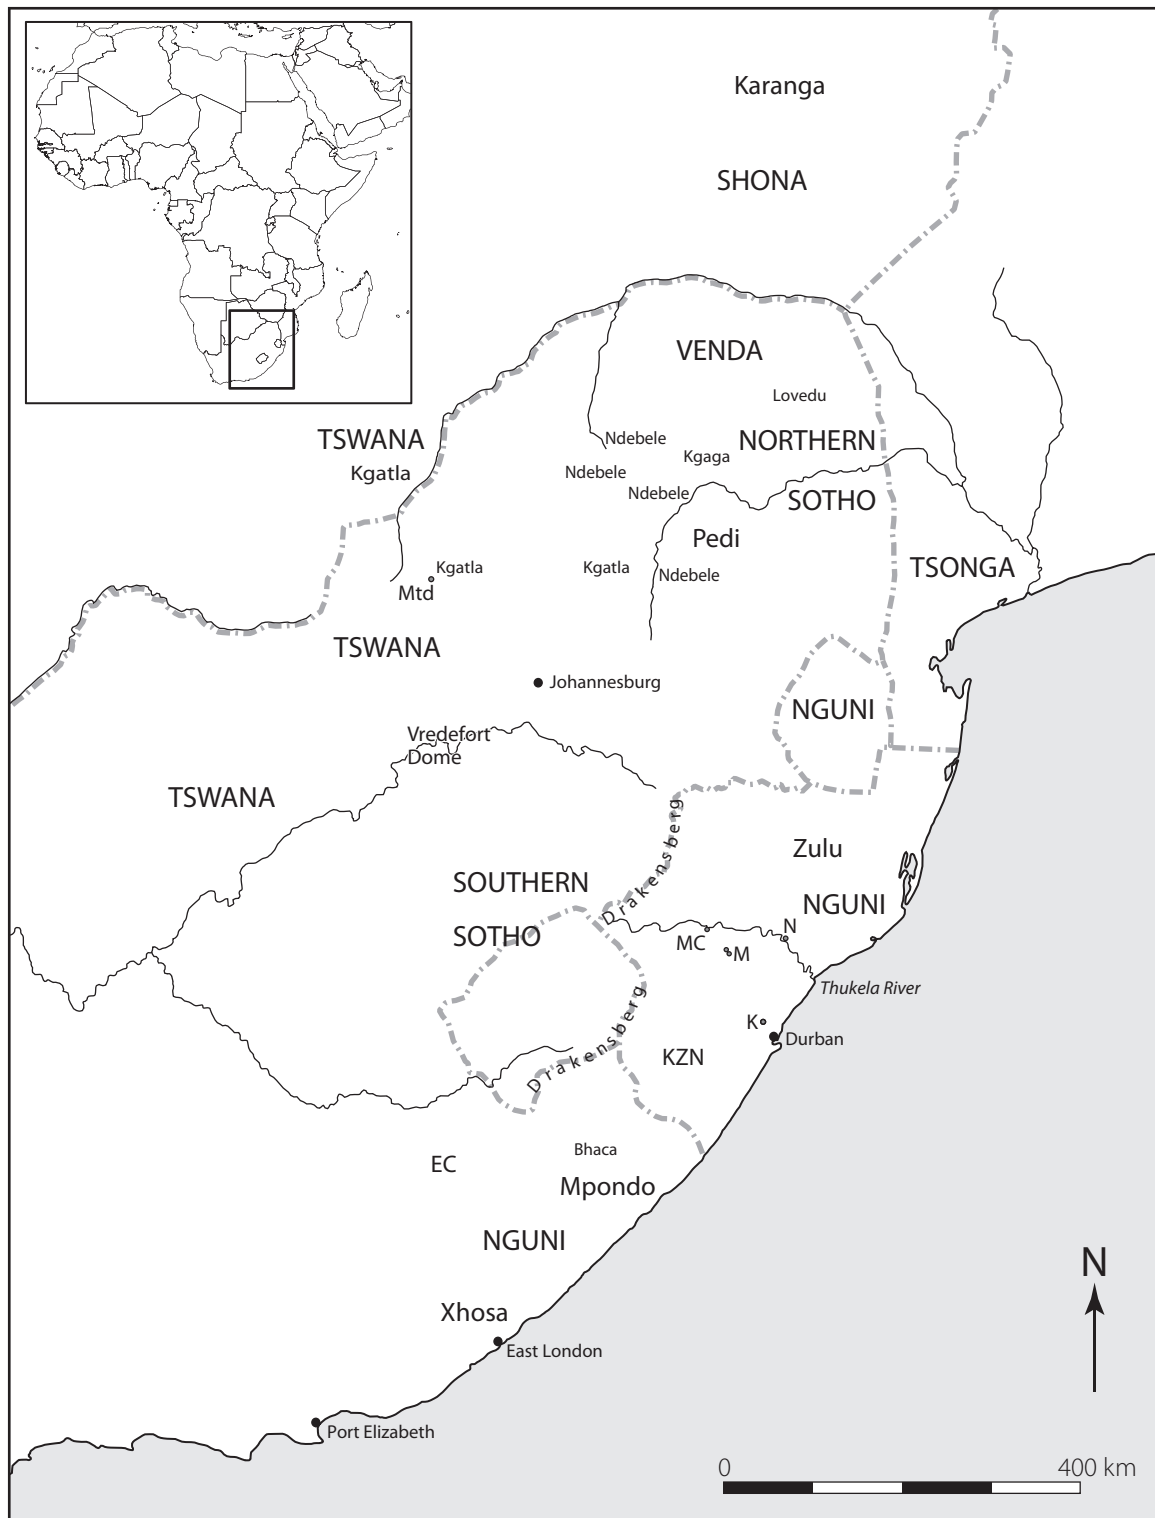 Karanga
SHONA
VENDA
Lovedu
TSWANA
Ndebele
NORTHERN
Kgaga
Kgatla
Ndebele
Ndebele
SOTHO
Pedi
Kgatla
Kgatla
Ndebele
TSONGA
Mtd
TSWANA
Johannesburg
NGUNI
Vredefort
Dome
TSWANA
Drakensberg
Zulu
SOUTHERN
NGUNI
N
SOTHO
MC
M
Thukela River
Drakensberg
K
Durban
KZN
Bhaca
EC
Mpondo
NGUNI
N
Xhosa
East London
Port Elizabeth
0
400 km